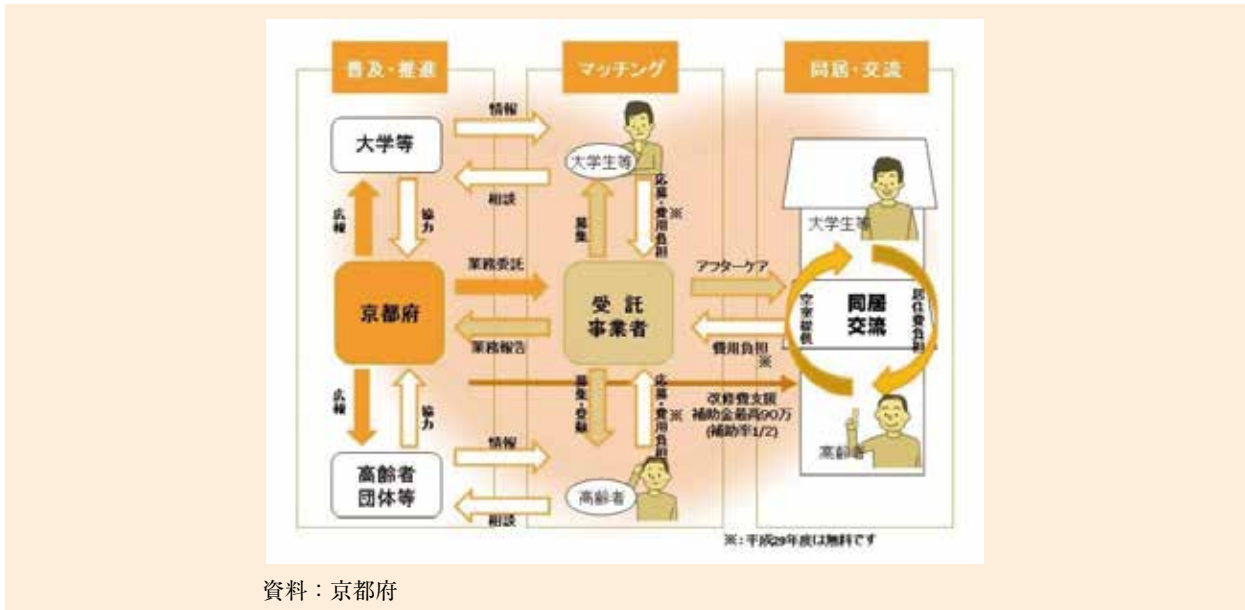 普及・推進
マッチング
同居・交流
情報
大学等
大学生等
相談
広報
協力
募集
応募・費用負担※
大学生等
業務委託
アフターケア
京都府
受託
事業者
空室提供
同居
交流
居住費負担
業務報告
費用負担※
広報
協力
募集・登録
応募・費用負担※
改修費支援
補助金最高90万
(補助率1/2)
情報
高齢者
団体等
高齢者
高齢者
相談
※：平成29年度は無料です
資料：京都府